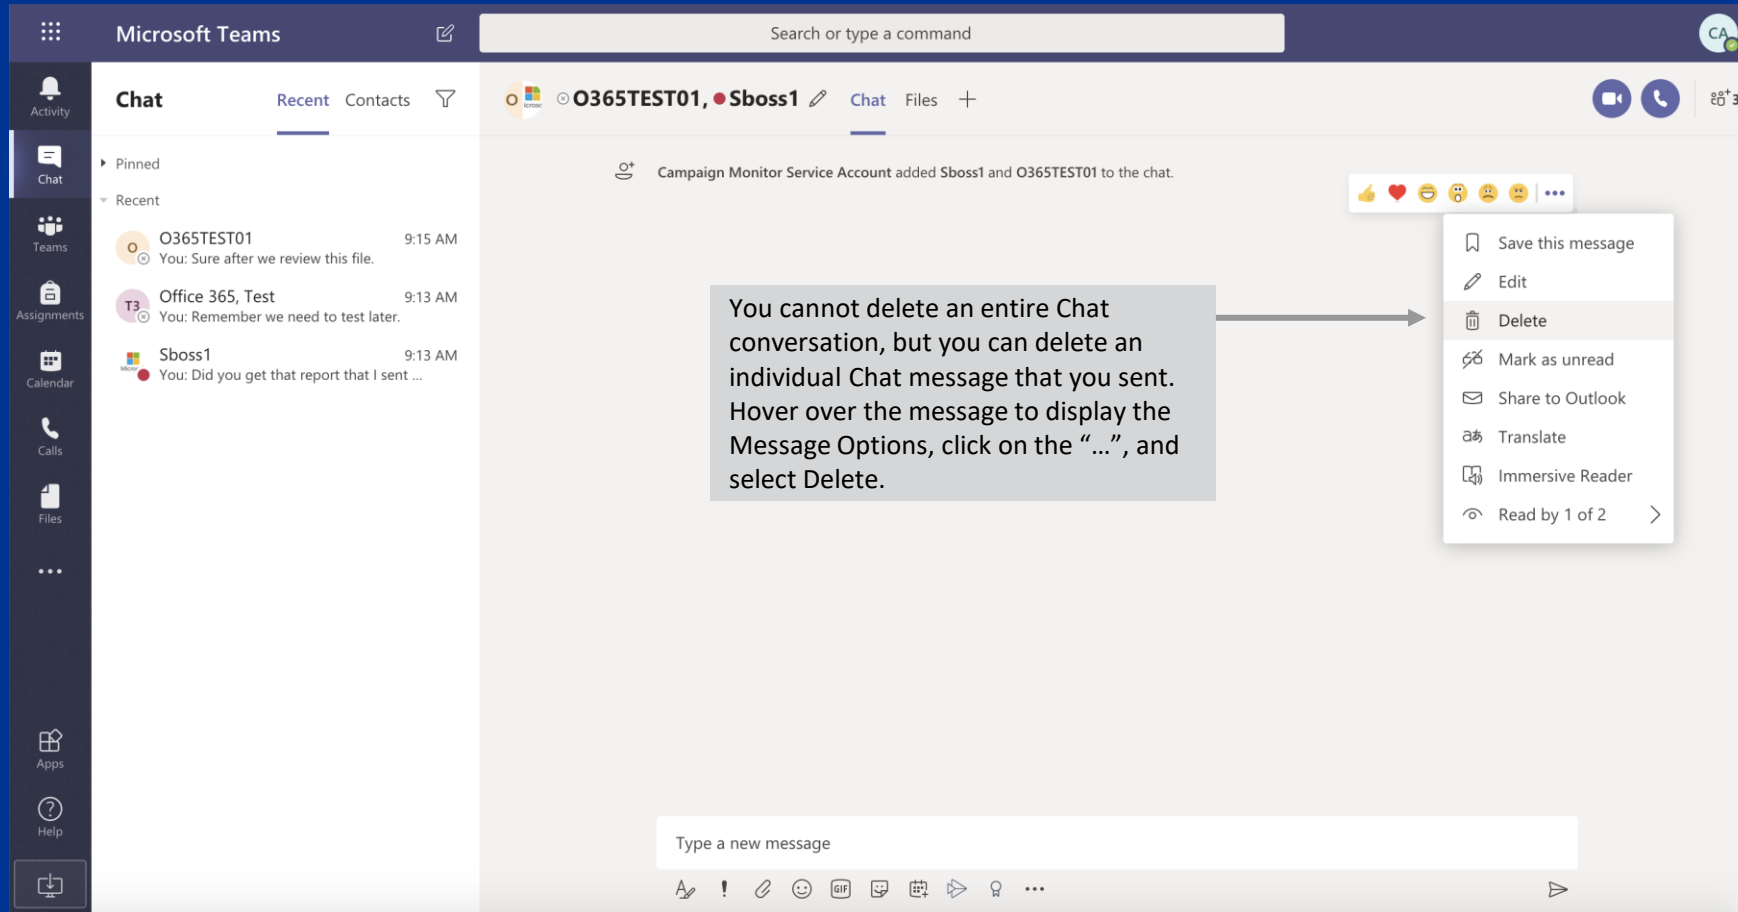 Microsoft Teams
Search or type a command
CA
Activity
Chat
Teams
Assignments
Calendar
Calls
Files
Apps
Help
Chat
Recent Contacts
Pinned
Recent
O
O365TEST01 9:15 AM
You: Sure after we review this file.
T3
Office 365, Test 9:13 AM
You: Remember we need to test later.
Sboss1 9:13 AM
You: Did you get that report that I sent ...
O
O365TEST01, Sboss1 Chat Files
3
Campaign Monitor Service Account added Sboss1 and O365TEST01 to the chat.
Save this message
Edit
Delete
Mark as unread
Share to Outlook
Translate
Immersive Reader
Read by 1 of 2
You cannot delete an entire Chat
conversation, but you can delete an
individual Chat message that you sent.
Hover over the message to display the
Message Options, click on the “…”, and
select Delete.
Type a new message
GIF